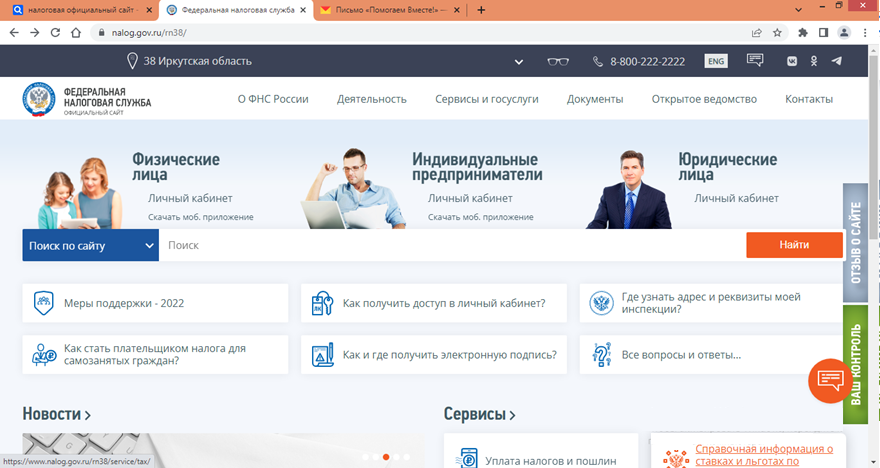 налоговая официальный сайт
Федеральная налоговая служба
Письмо «Помогаем Вместе!» —
nalog.gov.ru/rn38/
38 Иркутская область
8-800-222-2222
ENG
ФЕДЕРАЛЬНАЯ
НАЛОГОВАЯ СЛУЖБА
ОФИЦИАЛЬНЫЙ САЙТ
О ФНС России
Деятельность
Сервисы и госуслуги
Документы
Открытое ведомство
Контакты
Физические
лица
Личный кабинет
Скачать моб. приложение
Индивидуальные
предприниматели
Личный кабинет
Скачать моб. приложение
Юридические
лица
Личный кабинет
Поиск по сайту
Поиск
Найти
ОТЗЫВ О САЙТЕ
ВАШ КОНТРОЛЬ
Меры поддержки - 2022
Как получить доступ в личный кабинет?
Где узнать адрес и реквизиты моей
инспекции?
Как стать плательщиком налога для
самозанятых граждан?
Как и где получить электронную подпись?
Все вопросы и ответы...
Новости >
Сервисы >
Уплата налогов и пошлин
Справочная информация о
ставках и льготах по
https://www.nalog.gov.ru/rn38/service/tax/